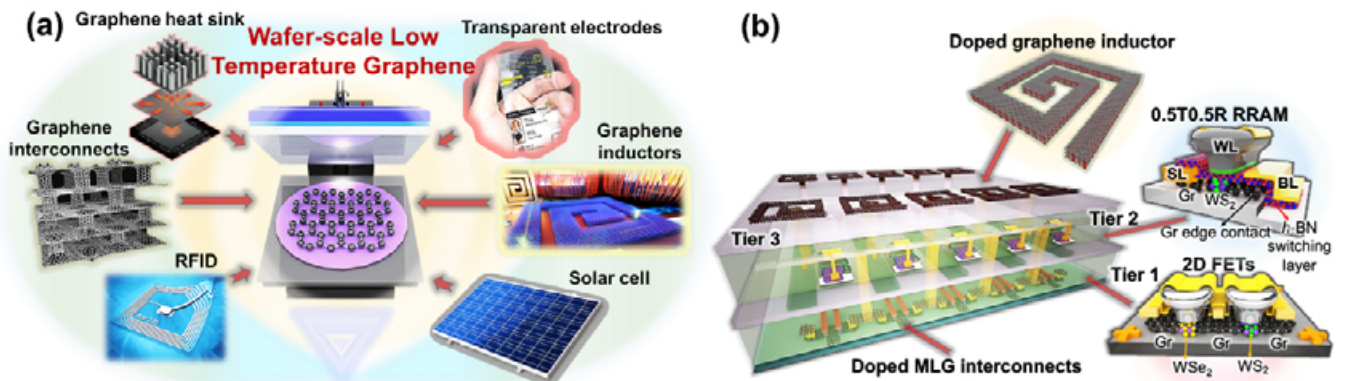 (a)
Graphene heat sink
Wafer-scale Low
Temperature Graphene
Transparent electrodes
Graphene
interconnects
Graphene
inductors
RFID
Solar cell
(b)
Doped graphene inductor
0.5T0.5R RRAM
WL
SL
BL
Gr
WS2
Gr
Gr edge contact
h-BN
switching
layer
Tier 3
Tier 2
Tier 1
2D FETs
Gr
Gr
Gr
WSe2
WS2
Doped MLG interconnects